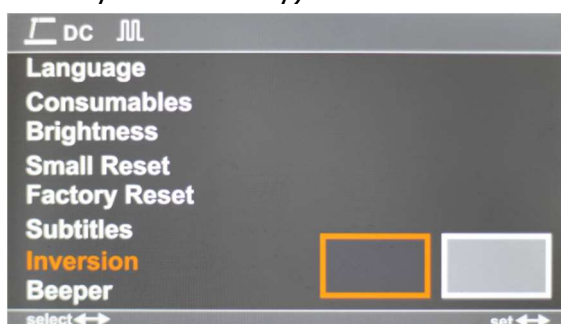 DC
Language
Consumables
Brightness
Small Reset
Factory Reset
Subtitles
Inversion
Beeper
select
set